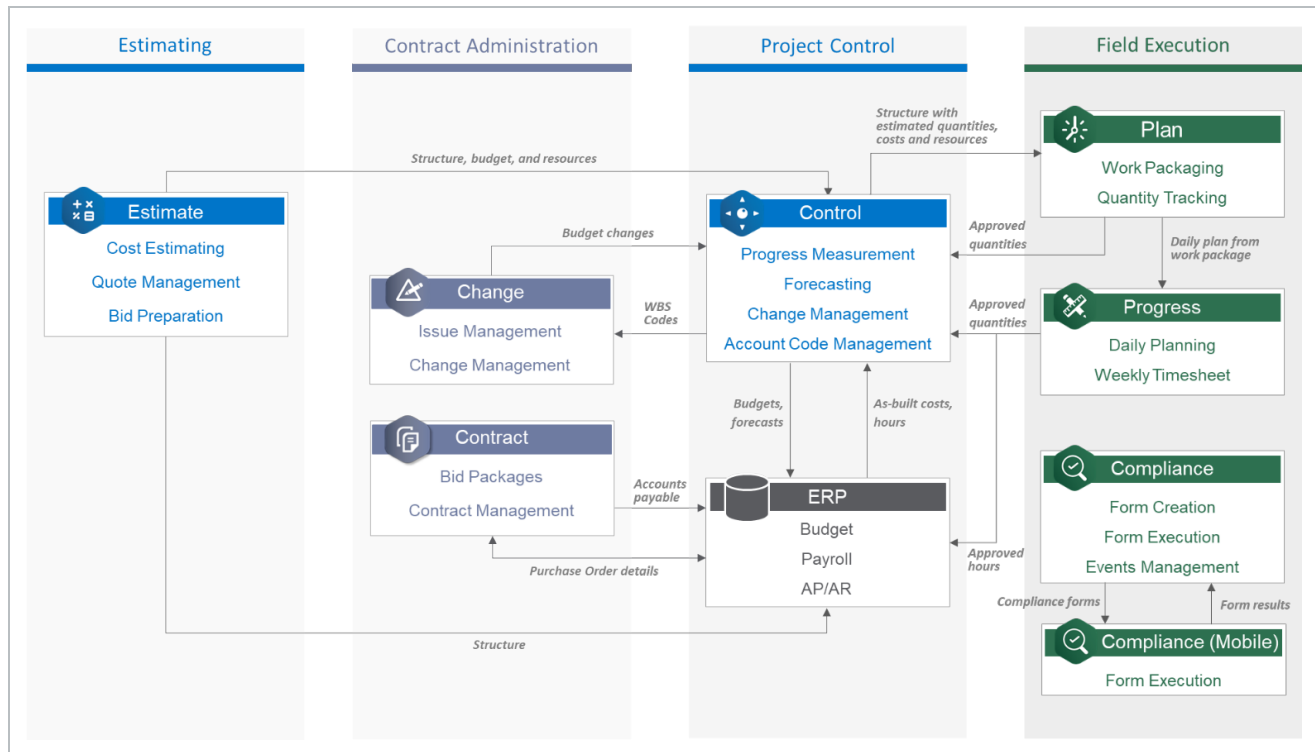 Estimating
Contract Administration
Project Control
Field Execution
Structure, budget, and resources
Estimate
Cost Estimating
Quote Management
Bid Preparation
Budget changes
Change
Issue Management
Change Management
WBS
Codes
Contract
Bid Packages
Contract Management
Accounts
payable
Purchase Order details
Structure
Structure with
estimated quantities,
costs and resources
Control
Progress Measurement
Forecasting
Change Management
Account Code Management
Budgets,
forecasts
As-built costs,
hours
ERP
Budget
Payroll
AP/AR
Plan
Work Packaging
Quantity Tracking
Approved
quantities
Daily plan from
work package
Approved
quantities
Progress
Daily Planning
Weekly Timesheet
Approved
hours
Compliance
Form Creation
Form Execution
Events Management
Compliance forms
Form results
Compliance (Mobile)
Form Execution